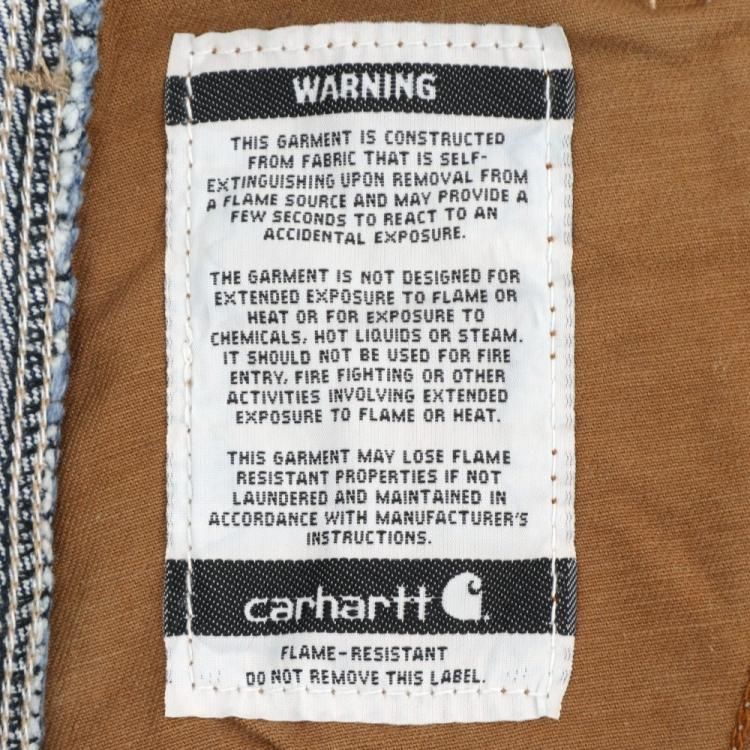 WARNING
THIS GARMENT IS CONSTRUCTED
FROM FABRIC THAT IS SELF-
EXTINGUISHING UPON REMOVAL FROM
A FLAME SOURCE AND MAY PROVIDE A
FEW SECONDS TO REACT TO AN
ACCIDENTAL EXPOSURE.
THE GARMENT IS NOT DESIGNED FOR
EXTENDED EXPOSURE TO FLAME OR
HEAT OR FOR EXPOSURE TO
CHEMICALS, HOT LIQUIDS OR STEAM.
IT SHOULD NOT BE USED FOR FIRE
ENTRY, FIRE FIGHTING OR OTHER
ACTIVITIES INVOLVING EXTENDED
EXPOSURE TO FLAME OR HEAT.
THIS GARMENT MAY LOSE FLAME
RESISTANT PROPERTIES IF NOT
LAUNDERED AND MAINTAINED IN
ACCORDANCE WITH MANUFACTURER'S
INSTRUCTIONS.
carhartt
FLAME-RESISTANT
DO NOT REMOVE THIS LABEL.